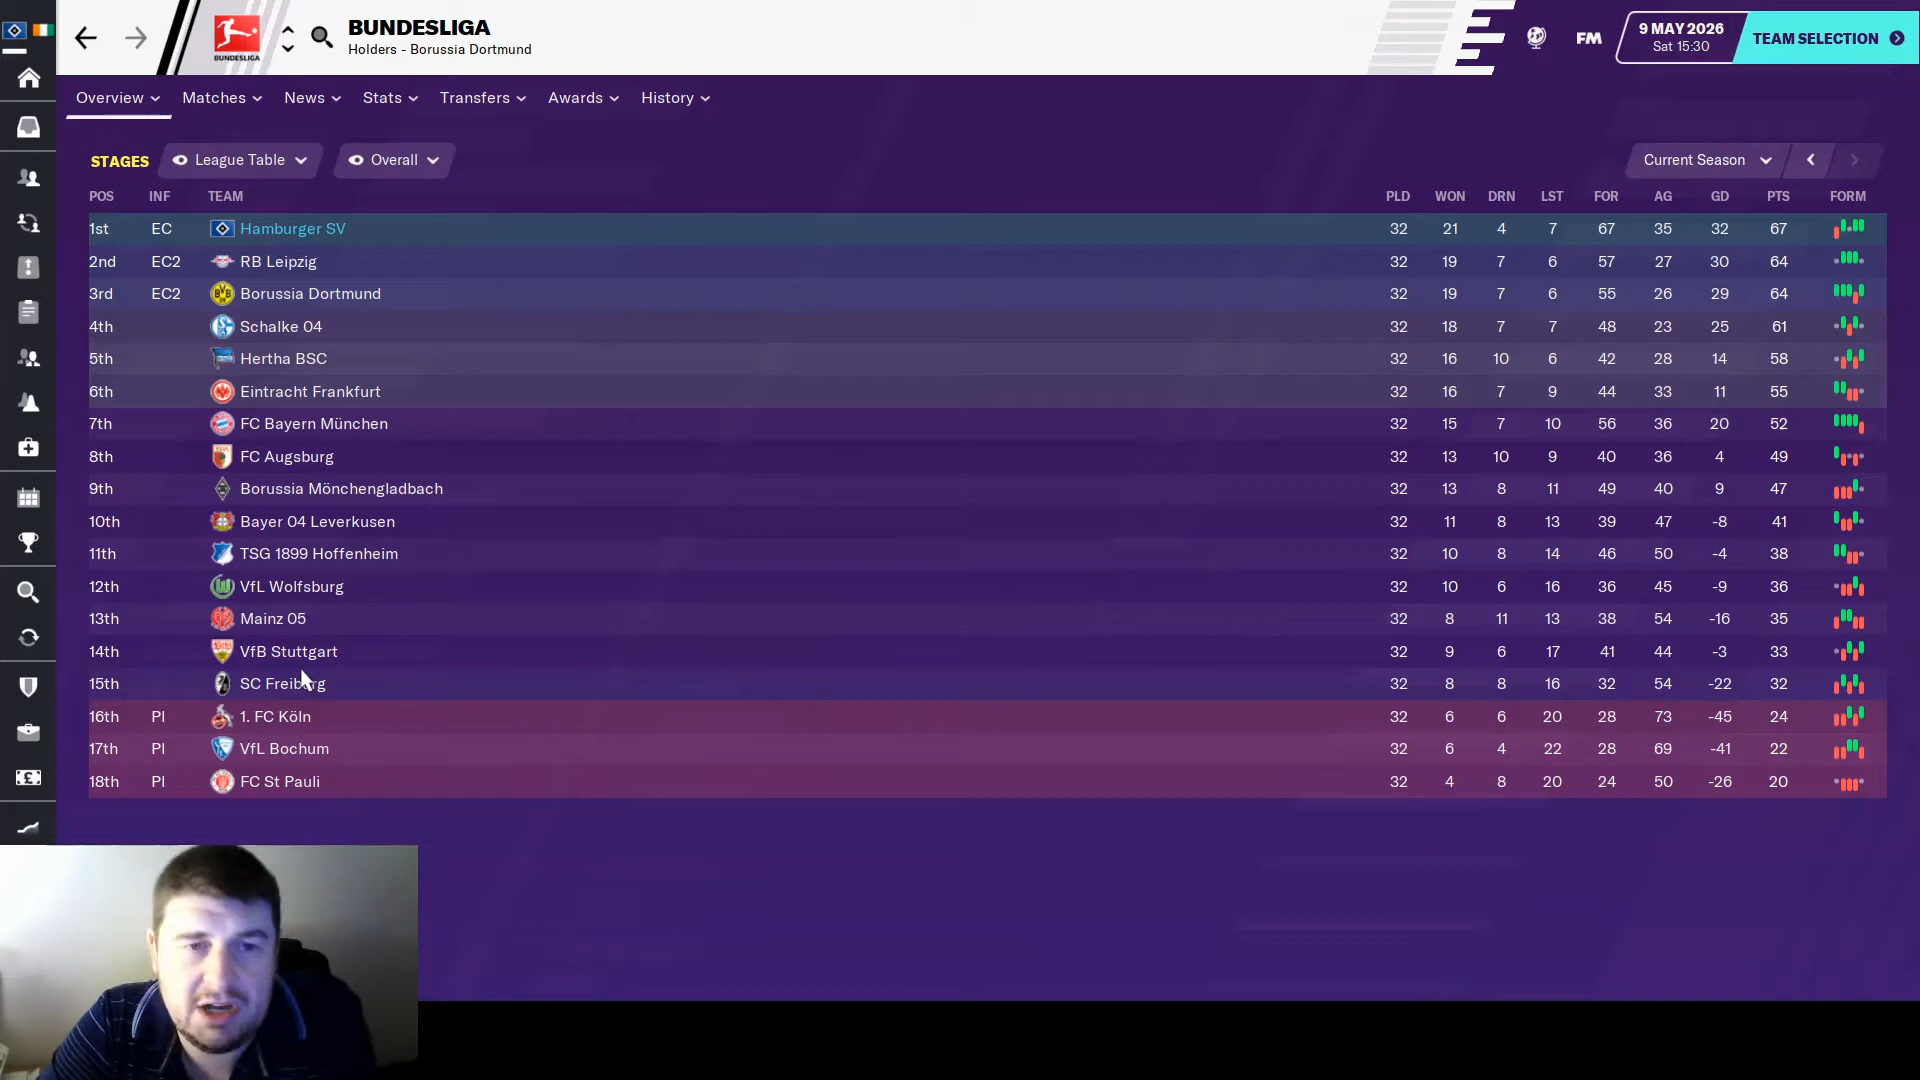 BUNDESLIGA
Holders - Borussia Dortmund
BUNDESLIGA
FM
9 MAY 2026
Sat 15:30
TEAM SELECTION
Overview Matches News Stats Transfers Awards History
STAGES League Table Overall Current Season
POS INF TEAM PLD WON DRN LST FOR AG GD PTS FORM
1st EC Hamburger SV 32 21 4 7 67 35 32 67
2nd EC2 RB Leipzig 32 19 7 6 57 27 30 64
3rd EC2 Borussia Dortmund 32 19 7 6 55 26 29 64
4th Schalke 04 32 18 7 7 48 23 25 61
5th Hertha BSC 32 16 10 6 42 28 14 58
6th Eintracht Frankfurt 32 16 7 9 44 33 11 55
7th FC Bayern München 32 15 7 10 56 36 20 52
8th FC Augsburg 32 13 10 9 40 36 4 49
9th Borussia Mönchengladbach 32 13 8 11 49 40 9 47
10th Bayer 04 Leverkusen 32 11 8 13 39 47 -8 41
11th TSG 1899 Hoffenheim 32 10 8 14 46 50 -4 38
12th VfL Wolfsburg 32 10 6 16 36 45 -9 36
13th Mainz 05 32 8 11 13 38 54 -16 35
14th VfB Stuttgart 32 9 6 17 41 44 -3 33
15th SC Freiburg 32 8 8 16 32 54 -22 32
16th Pl 1. FC Köln 32 6 6 20 28 73 -45 24
17th Pl VfL Bochum 32 6 4 22 28 69 -41 22
18th Pl FC St Pauli 32 4 8 20 24 50 -26 20